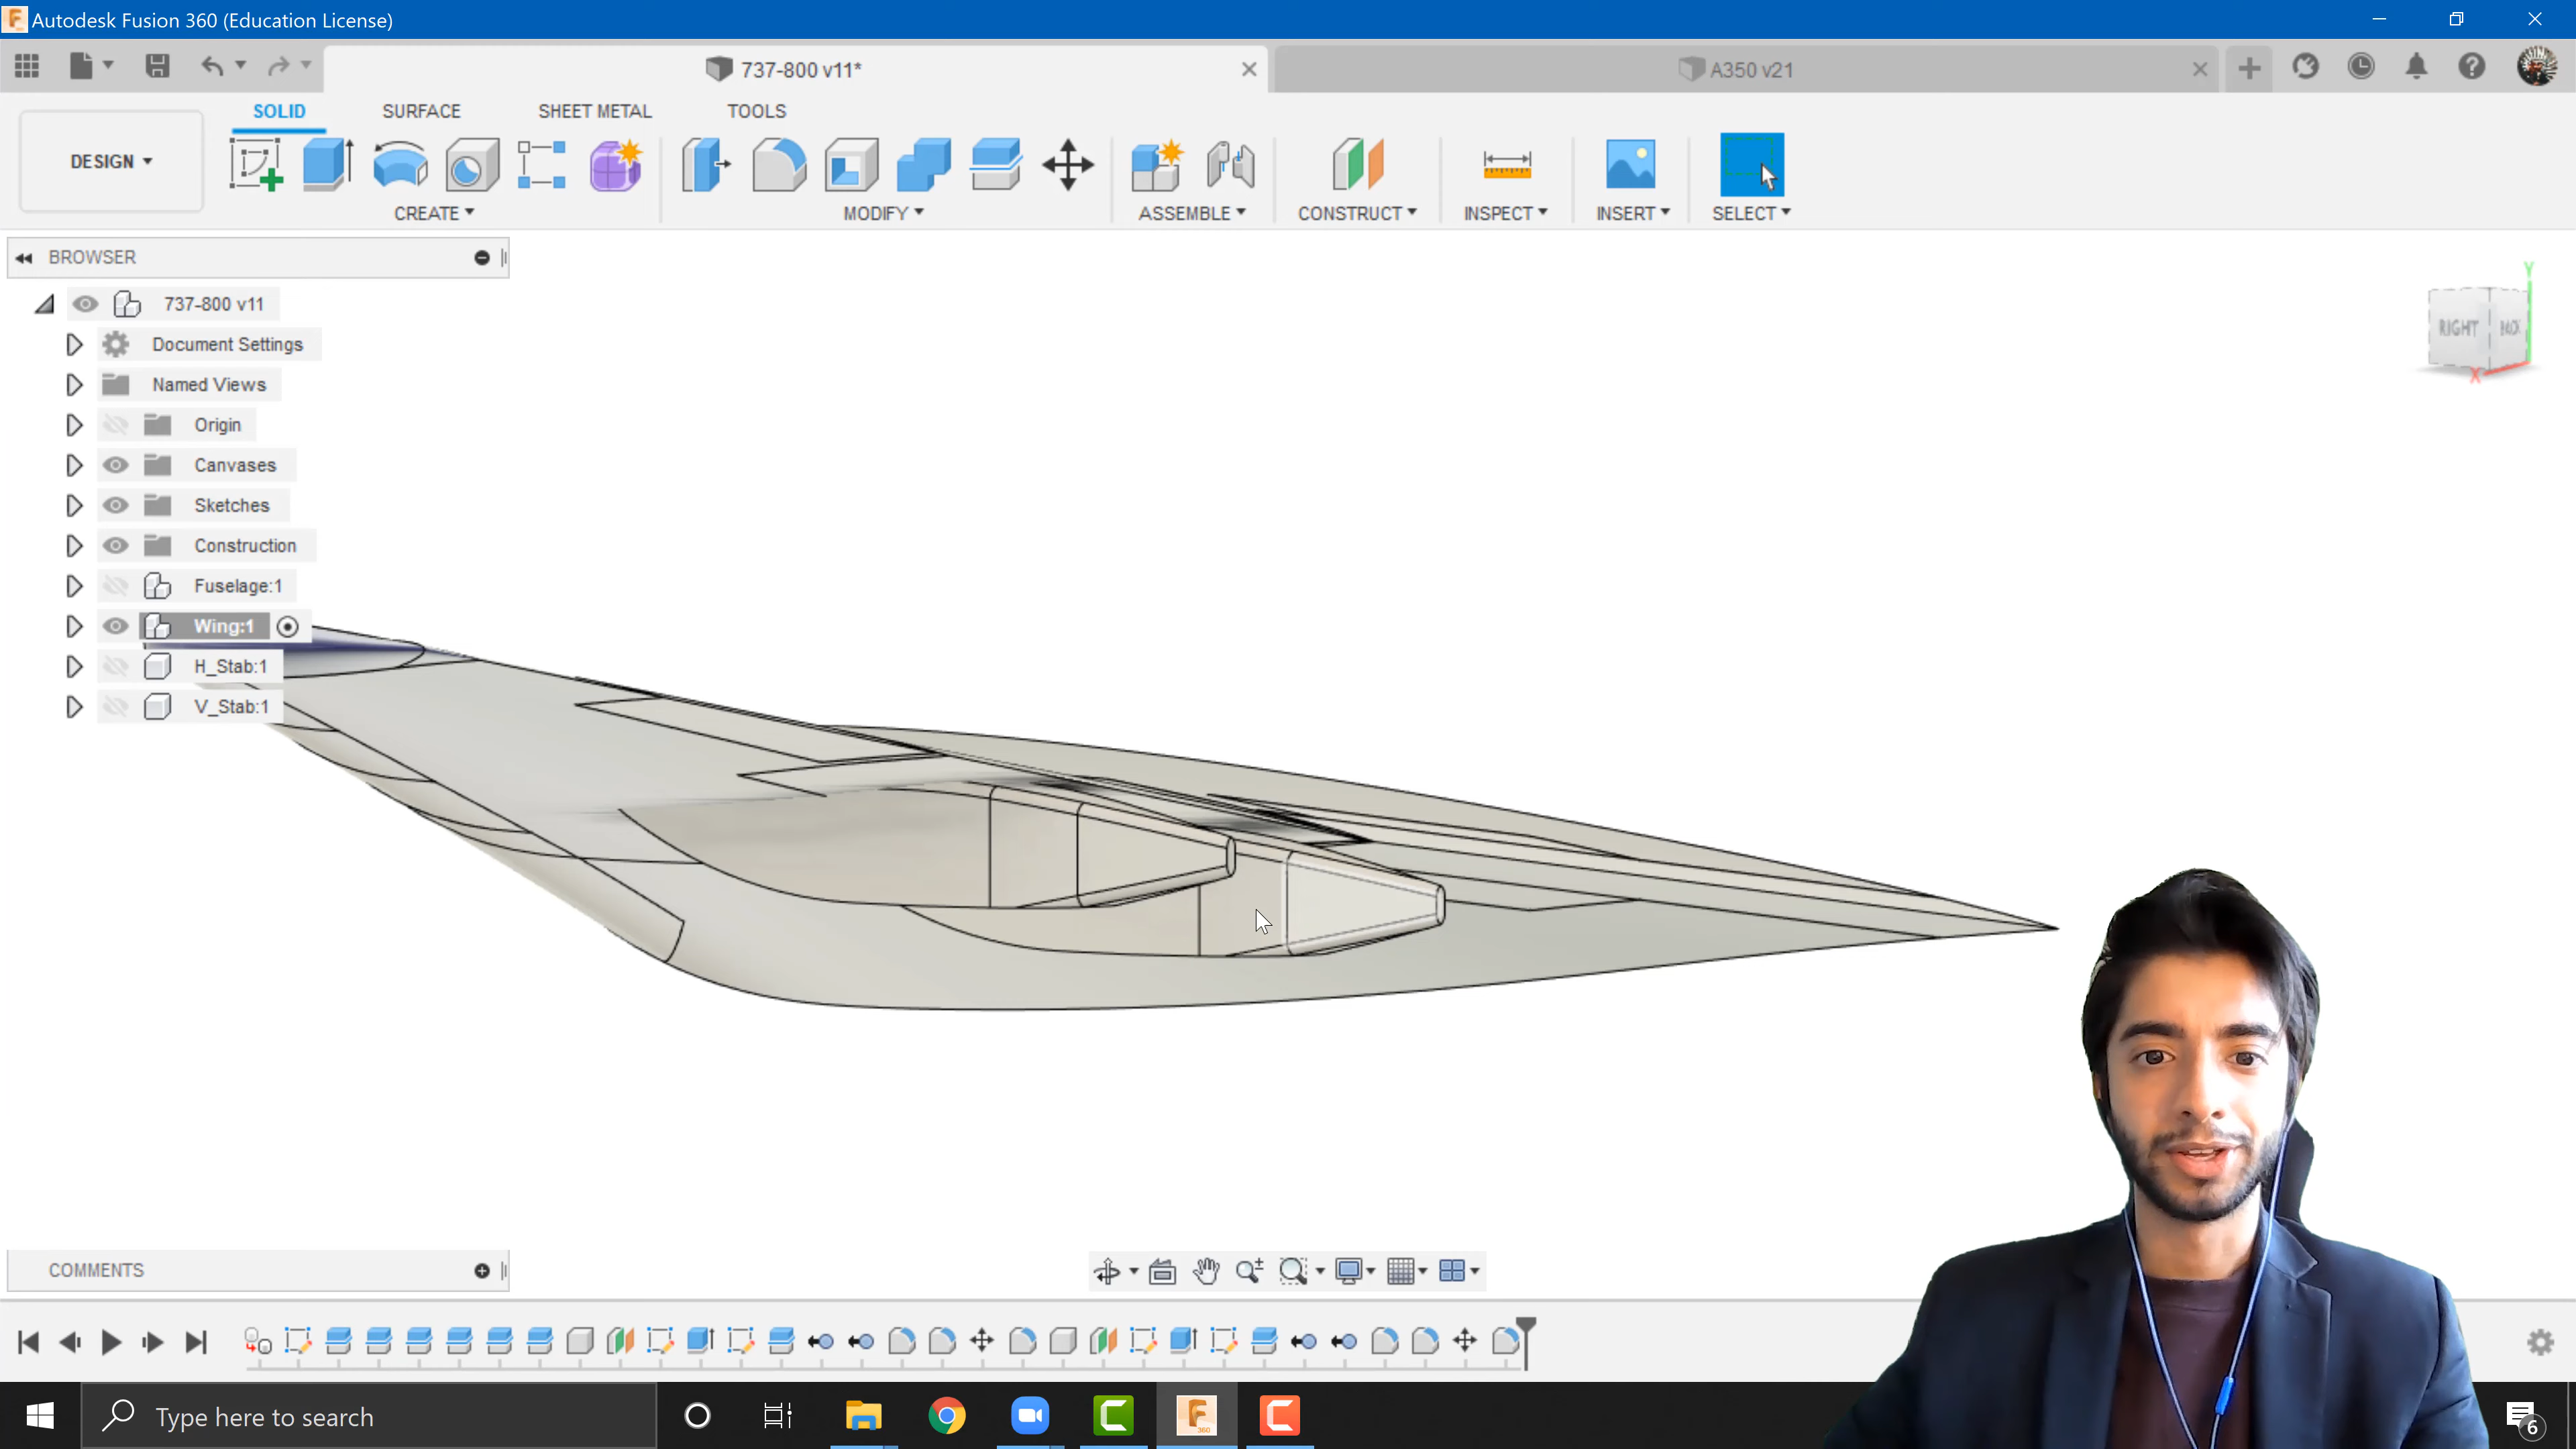 Autodesk Fusion 360 (Education License)
737-800 v11*
A350 v21
SOLID SURFACE SHEET METAL TOOLS
DESIGN
CREATE MODIFY ASSEMBLE CONSTRUCT INSPECT INSERT SELECT
BROWSER
737-800 v11
Document Settings
Named Views
Origin
Canvases
Sketches
Construction
Fuselage:1
Wing:1
H_Stab:1
V_Stab:1
Y
RIGHT
X
COMMENTS
Type here to search
360
6